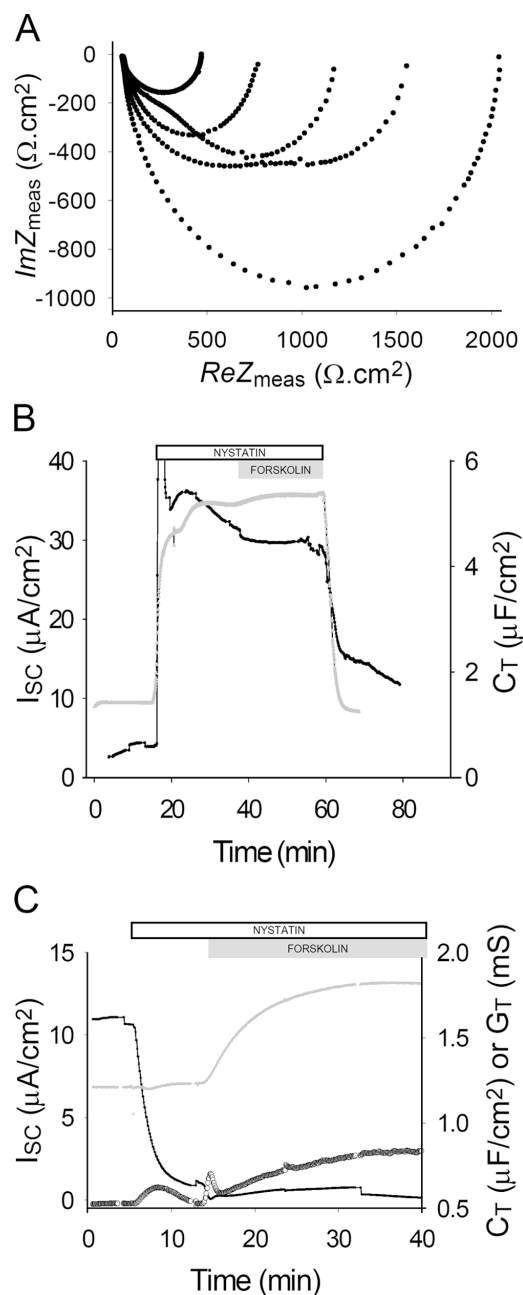 A
0
-200
-400
-600
-800
-1000
ImZmeas (Ω.cm²)
0 500 1000 1500 2000
ReZmeas (Ω.cm²)
B
NYSTATIN
FORSKOLIN
40
30
20
10
0
ISC (μA/cm²)
6
4
2
0
CT (μF/cm²)
0 20 40 60 80
Time (min)
C
NYSTATIN
FORSKOLIN
15
10
5
0
ISC (μA/cm²)
2.0
1.6
1.2
0.8
0.5
CT (μF/cm²) or GT (mS)
0 10 20 30 40
Time (min)